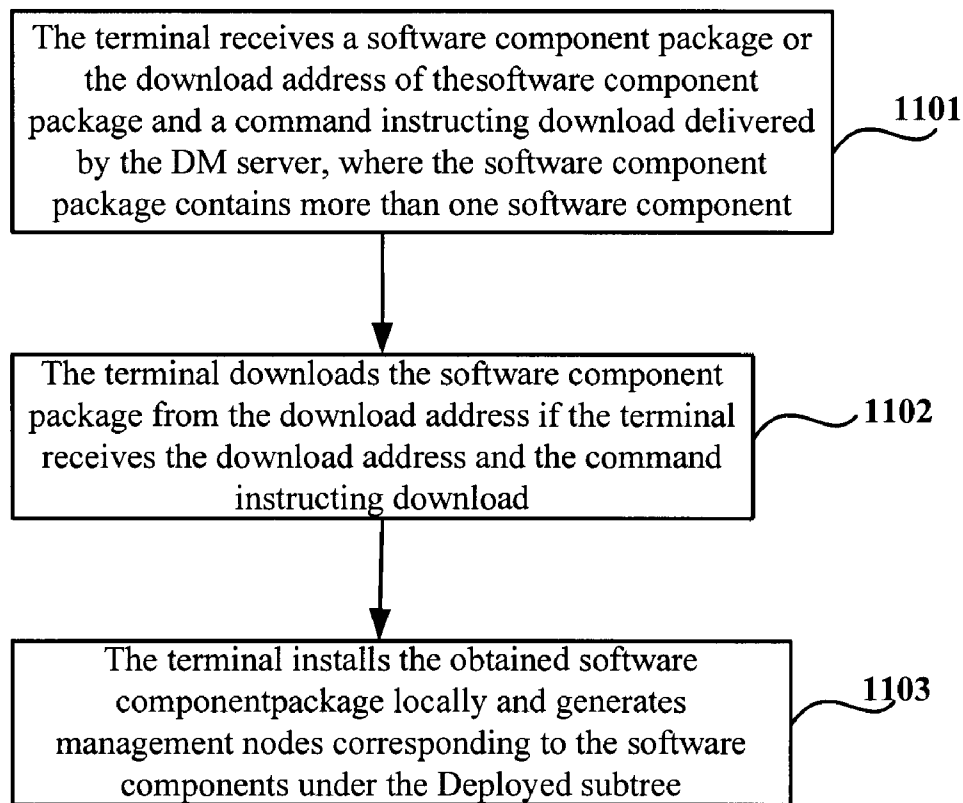 The terminal receives a software component package or
the download address of thesoftware component
package and a command instructing download delivered
by the DM server, where the software component
package contains more than one software component
1101
The terminal downloads the software component
package from the download address if the terminal
receives the download address and the command
instructing download
1102
The terminal installs the obtained software
componentpackage locally and generates
management nodes corresponding to the software
components under the Deployed subtree
1103